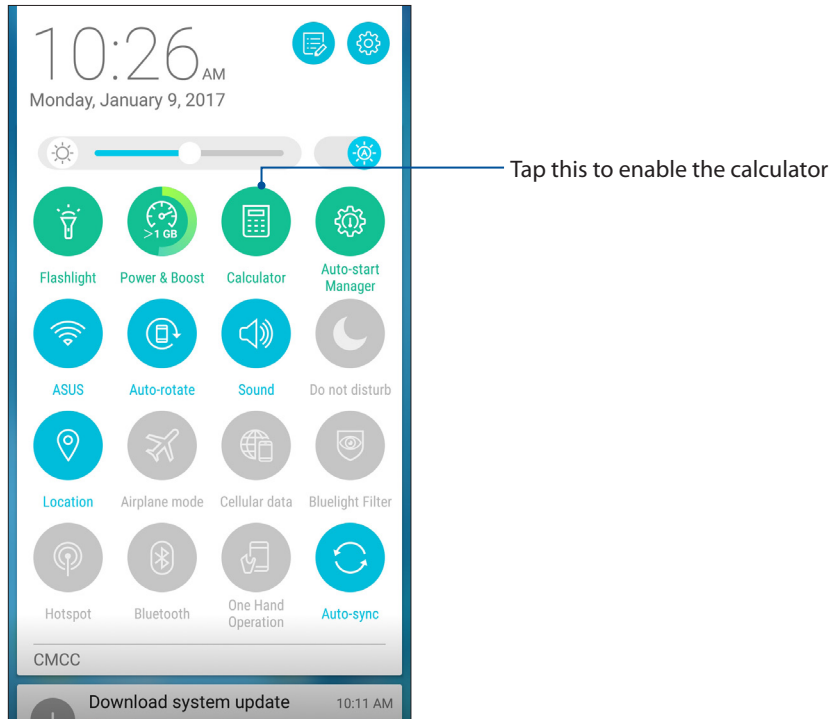 10:26 AM
Monday, January 9, 2017
A
Tap this to enable the calculator
>1 GB
Flashlight
Power & Boost
Calculator
Auto-start
Manager
ASUS
Auto-rotate
Sound
Do not disturb
Location
Airplane mode
Cellular data
Bluelight Filter
Hotspot
Bluetooth
One Hand
Operation
Auto-sync
CMCC
Download system update 10:11 AM